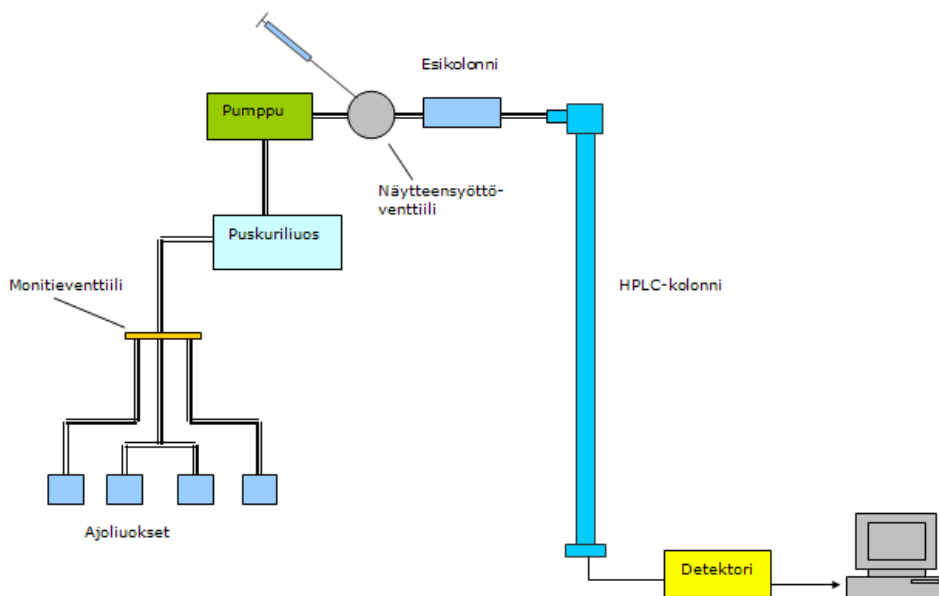 Esikolonni
Pumppu
Näytteensyöttö-
venttiili
Puskuriliuos
Monitieventtiili
HPLC-kolonni
Ajoliuokset
Detektori